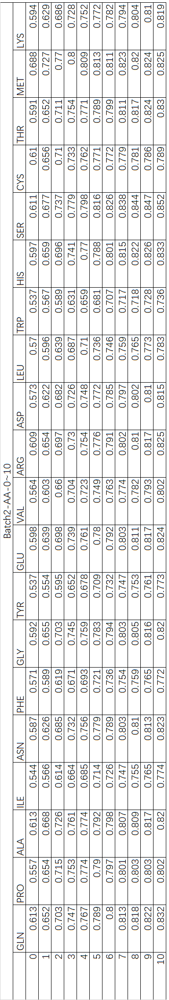 Batch2-AA-0~10
GLN PRO ALA ILE ASN PHE GLY TYR GLU VAL ARG ASP LEU TRP HIS SER CYS THR MET LYS
0 0.613 0.557 0.613 0.544 0.587 0.571 0.592 0.537 0.598 0.564 0.609 0.573 0.57 0.537 0.597 0.611 0.61 0.591 0.688 0.594
1 0.652 0.654 0.668 0.566 0.626 0.589 0.655 0.554 0.639 0.603 0.654 0.622 0.596 0.567 0.659 0.677 0.656 0.652 0.727 0.629
2 0.703 0.715 0.726 0.614 0.685 0.619 0.703 0.595 0.698 0.66 0.697 0.682 0.639 0.589 0.696 0.737 0.71 0.711 0.77 0.686
3 0.747 0.753 0.761 0.664 0.732 0.671 0.745 0.652 0.739 0.704 0.73 0.726 0.687 0.631 0.741 0.779 0.733 0.754 0.8 0.728
4 0.767 0.774 0.774 0.685 0.756 0.693 0.759 0.678 0.761 0.723 0.754 0.748 0.71 0.659 0.77 0.798 0.762 0.771 0.809 0.752
5 0.789 0.79 0.792 0.714 0.779 0.721 0.783 0.709 0.78 0.749 0.776 0.772 0.736 0.681 0.788 0.816 0.771 0.789 0.813 0.772
6 0.8 0.797 0.798 0.726 0.789 0.736 0.794 0.732 0.792 0.763 0.791 0.785 0.746 0.707 0.801 0.826 0.772 0.799 0.811 0.782
7 0.813 0.801 0.807 0.747 0.803 0.754 0.803 0.747 0.803 0.774 0.802 0.797 0.759 0.717 0.815 0.838 0.779 0.811 0.823 0.794
8 0.818 0.803 0.809 0.755 0.81 0.759 0.805 0.753 0.811 0.782 0.81 0.802 0.765 0.718 0.822 0.844 0.781 0.817 0.82 0.804
9 0.822 0.803 0.817 0.765 0.813 0.765 0.816 0.761 0.817 0.793 0.817 0.81 0.773 0.728 0.826 0.847 0.786 0.824 0.824 0.81
10 0.832 0.802 0.82 0.774 0.823 0.772 0.82 0.773 0.824 0.802 0.825 0.815 0.783 0.736 0.833 0.852 0.789 0.83 0.825 0.819